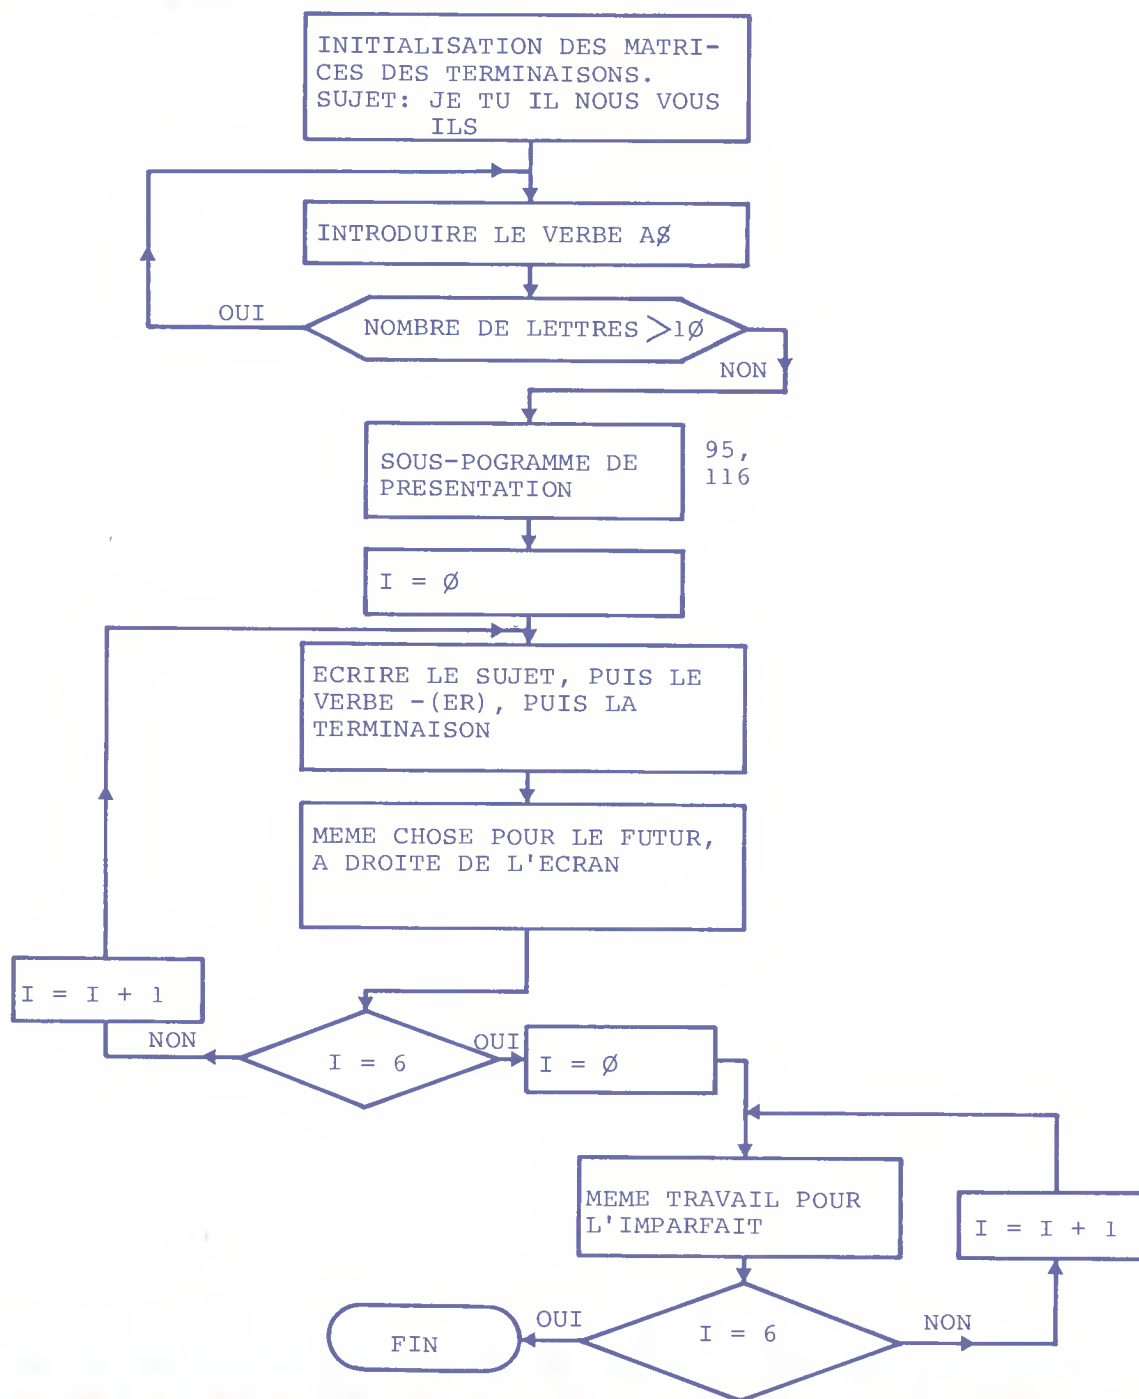 INITIALISATION DES MATRI-
CES DES TERMINAISONS.
SUJET: JE TU IL NOUS VOUS
ILS
INTRODUIRE LE VERBE A$
OUI
NOMBRE DE LETTRES >1Ø
NON
SOUS-POGRAMME DE
PRESENTATION
95,
116
I = Ø
ECRIRE LE SUJET, PUIS LE
VERBE -(ER), PUIS LA
TERMINAISON
MEME CHOSE POUR LE FUTUR,
A DROITE DE L'ECRAN
I = I + 1
NON
I = 6
OUI
I = Ø
MEME TRAVAIL POUR
L'IMPARFAIT
I = I + 1
FIN
OUI
I = 6
NON